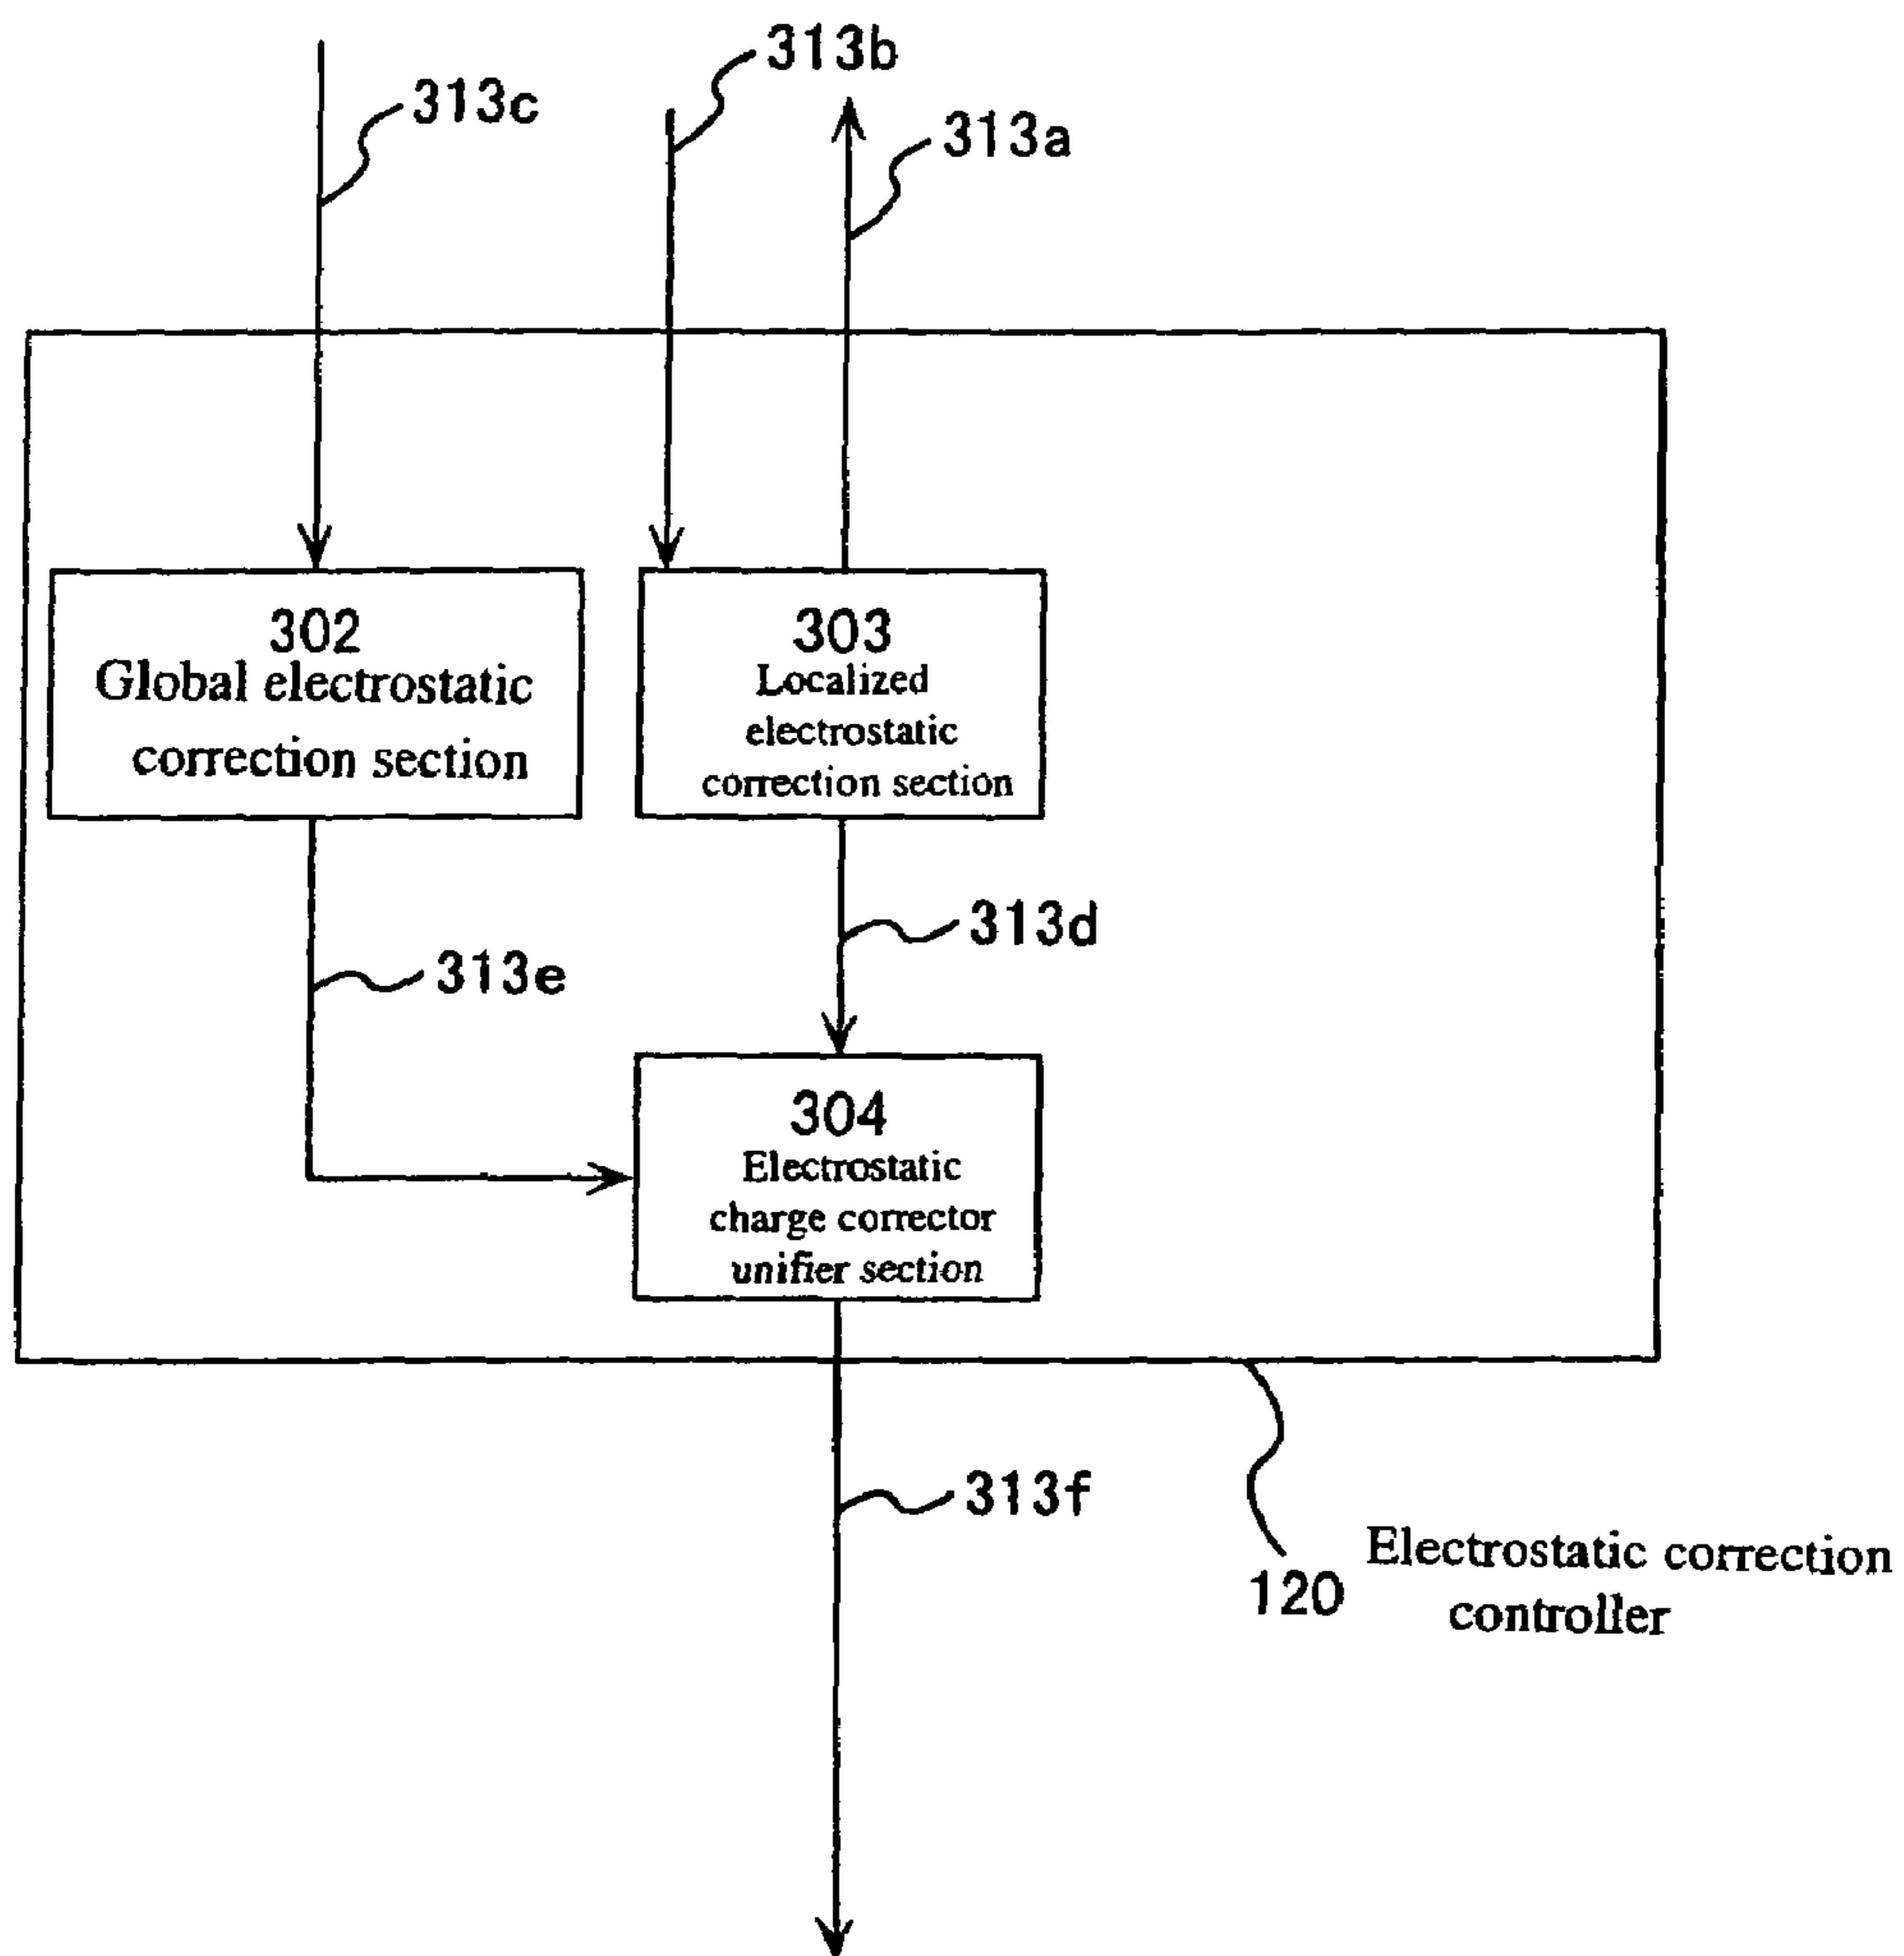 313b
313c
313a
302
Global electrostatic
correction section
303
Localized
electrostatic
correction section
313d
313e
304
Electrostatic
charge corrector
unifier section
313f
120
Electrostatic correction
controller